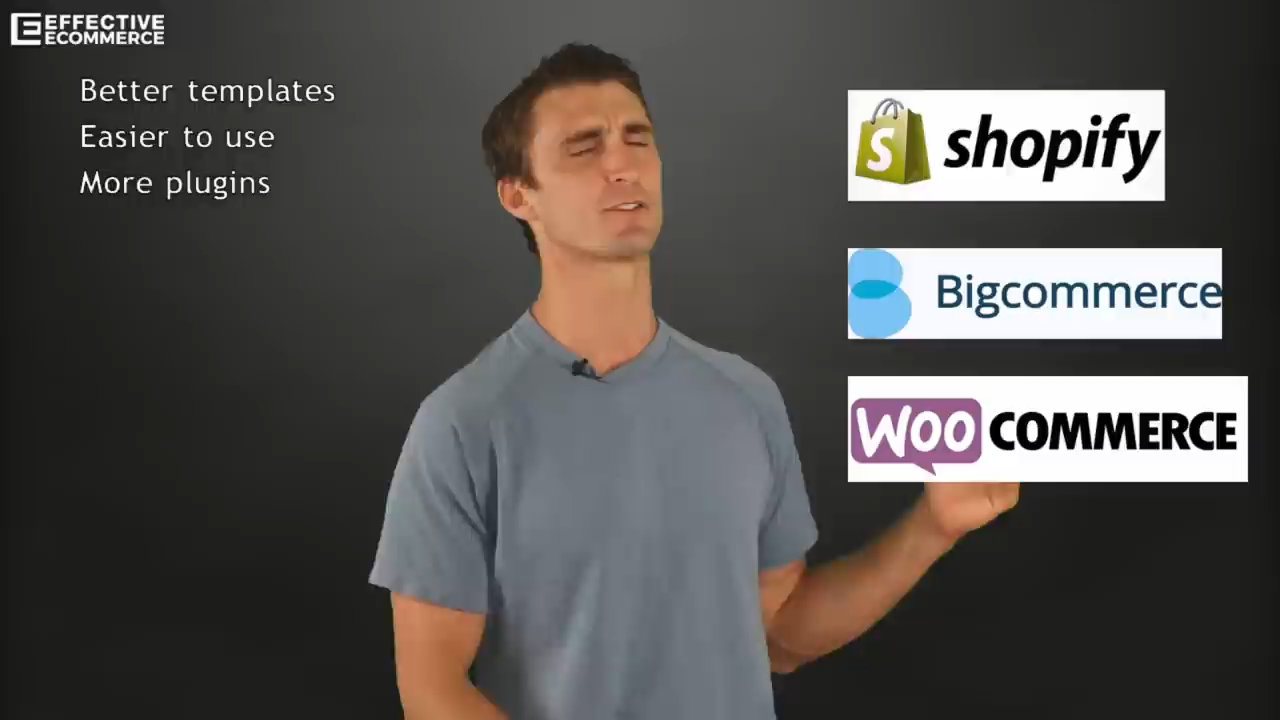 EFFECTIVE
ECOMMERCE
Better templates
Easier to use
More plugins
shopify
Bigcommerce
WOO COMMERCE